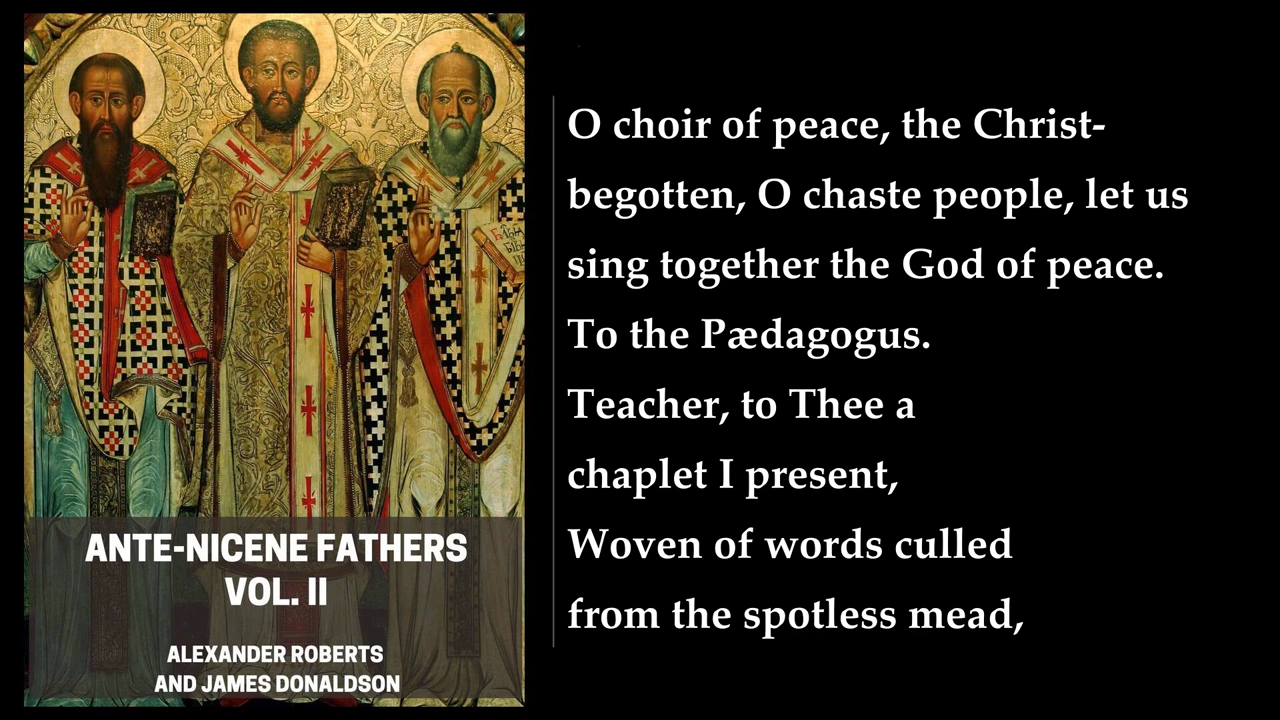 ANTE-NICENE FATHERS
VOL. II
ALEXANDER ROBERTS
AND JAMES DONALDSON
O choir of peace, the Christ-
begotten, O chaste people, let us
sing together the God of peace.
To the Pædagogus.
Teacher, to Thee a
chaplet I present,
Woven of words culled
from the spotless mead,